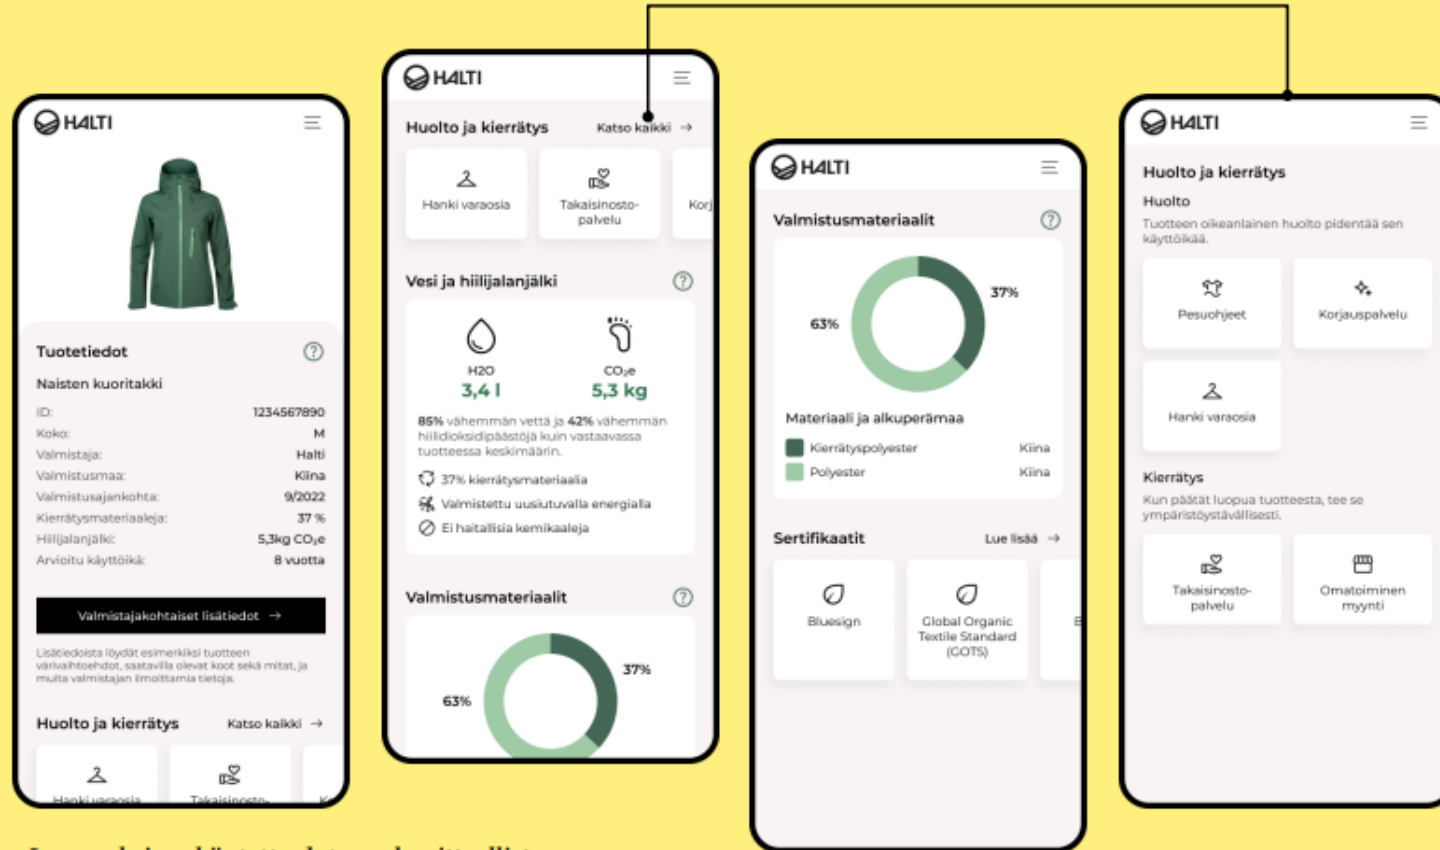 HALTI
Tuotetiedot
Naisten kuoritakki
ID: 1234567890
Koko: M
Valmistaja: Halti
Valmistusmaa: Kiina
Valmistusajankohta: 9/2022
Kierrätysmateriaaleja: 37 %
Hiilijalanjälki: 5,3kg CO₂e
Arvioitu käyttöikä: 8 vuotta
Valmistajakohtaiset lisätiedot →
Lisätiedoista löydät esimerkiksi tuotteen
värivaihtoehdot, saatavilla olevat koot sekä mitat, ja
muita valmistajan ilmoittamia tietoja.
Huolto ja kierrätys Katso kaikki →
Hanki varaosia Takaisinosto-
HALTI
Huolto ja kierrätys Katso kaikki →
Hanki varaosia
Takaisinosto-
palvelu
Korj
Vesi ja hiilijalanjälki
H2O
3,4 l
CO₂e
5,3 kg
85% vähemmän vettä ja 42% vähemmän
hiilidioksidipäästöjä kuin vastaavassa
tuotteessa keskimäärin.
37% kierrätysmateriaalia
Valmistettu uusiutuvalla energialla
Ei haitallisia kemikaaleja
Valmistusmateriaalit
37%
63%
HALTI
Valmistusmateriaalit
37%
63%
Materiaali ja alkuperämaa
Kierrätyspolyester Kiina
Polyester Kiina
Sertifikaatit Lue lisää →
Bluesign
Global Organic
Textile Standard
(GOTS)
HALTI
Huolto ja kierrätys
Huolto
Tuotteen oikeanlainen huolto pidentää sen
käyttöikää.
Pesuohjeet
Korjauspalvelu
Hanki varaosia
Kierrätys
Kun päätät luopua tuotteesta, tee se
ympäristöystävällisesti.
Takaisinosto-
palvelu
Omatoiminen
myynti